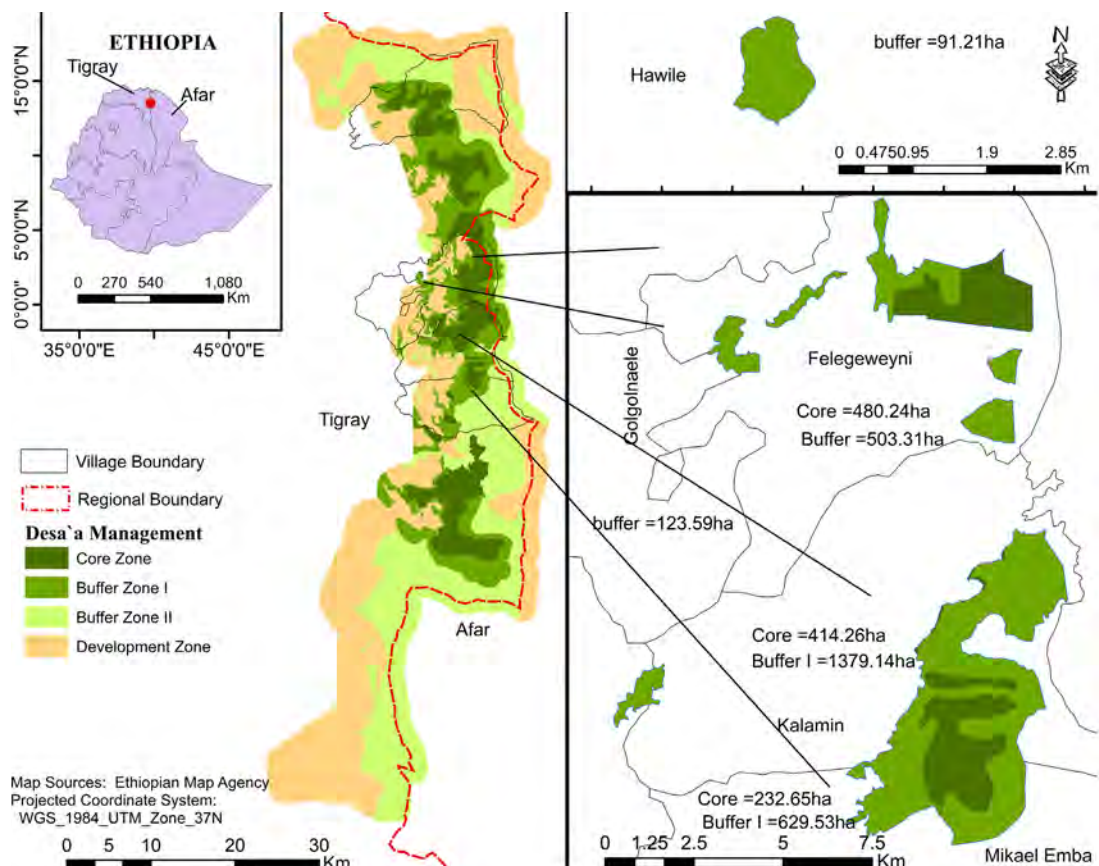 ETHIOPIA
Tigray
Afar
15°0'0"N
5°0'0"N
0°0'0"
35°0'0"E
45°0'0"E
0 270 540 1,080
Km
Tigray
Afar
Village Boundary
Regional Boundary
Desa`a Management
Core Zone
Buffer Zone I
Buffer Zone II
Development Zone
Map Sources: Ethiopian Map Agency
Projected Coordinate System:
WGS_1984_UTM_Zone_37N
0 5 10 20 30
Km
Hawile
buffer =91.21ha
N
0 0.4750.95 1.9 2.85
Km
Golgolnaele
Felegeweyni
Core =480.24ha
Buffer =503.31ha
buffer =123.59ha
Core =414.26ha
Buffer I =1379.14ha
Kalamin
Core =232.65ha
Buffer I =629.53ha
0 1.25 2.5 5 7.5
Km
Mikael Emba